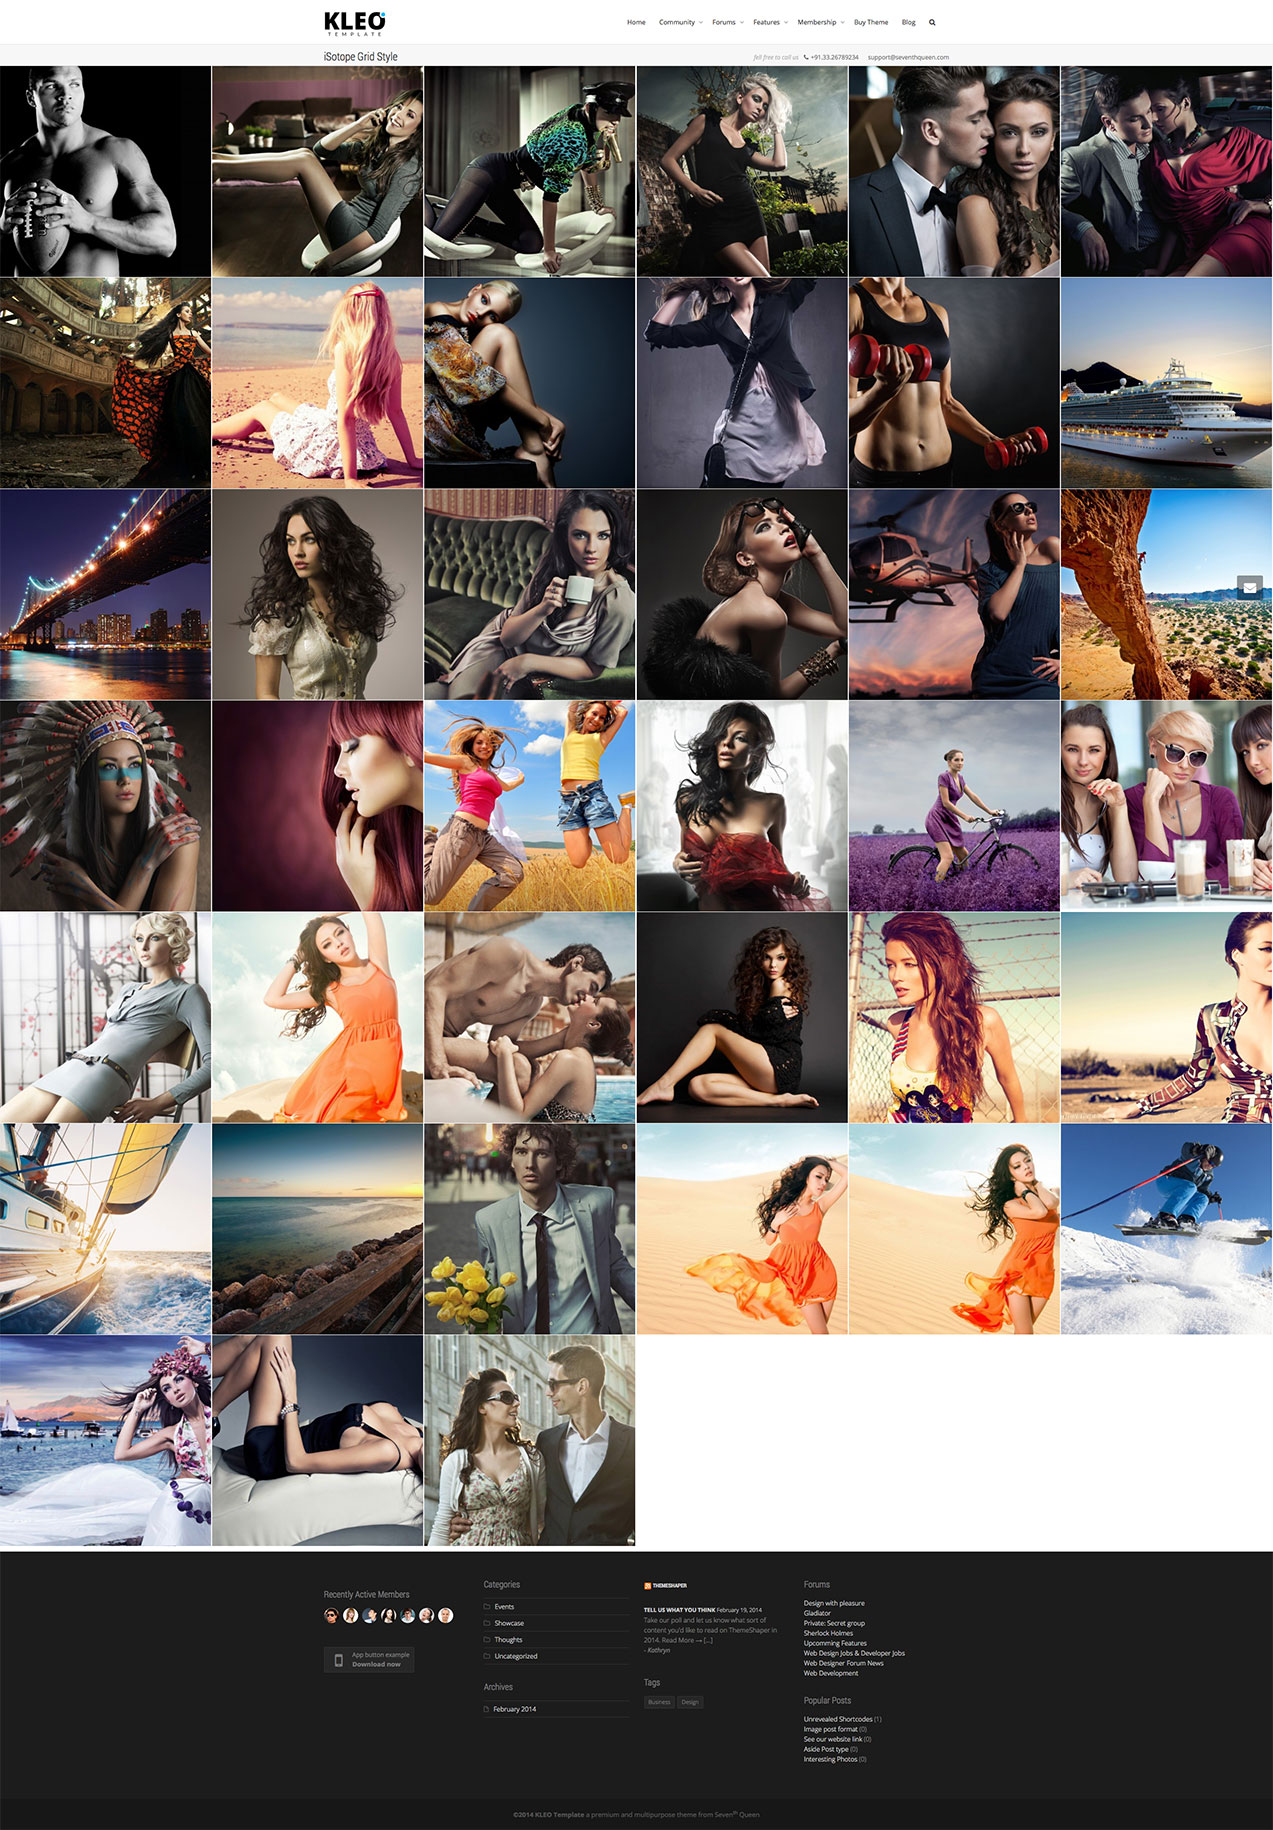 KLEO
TEMPLATE
Home Community Forums Features Membership Buy Theme Blog
iSotope Grid Style
fell free to call us +91.33.26789234 support@seventhqueen.com
Recently Active Members
App button example
Download now
Categories
Events
Showcase
Thoughts
Uncategorized
Archives
February 2014
THEMESHAPER
TELL US WHAT YOU THINK February 19, 2014
Take our poll and let us know what sort of
content you'd like to read on ThemeShaper in
2014. Read More → [...]
- Kathryn
Tags
Business Design
Forums
Design with pleasure
Gladiator
Private: Secret group
Sherlock Holmes
Upcomming Features
Web Design Jobs & Developer Jobs
Web Designer Forum News
Web Development
Popular Posts
Unrevealed Shortcodes (1)
Image post format (0)
See our website link (0)
Aside Post type (0)
Interesting Photos (0)
©2014 KLEO Template a premium and multipurpose theme from Seventh Queen